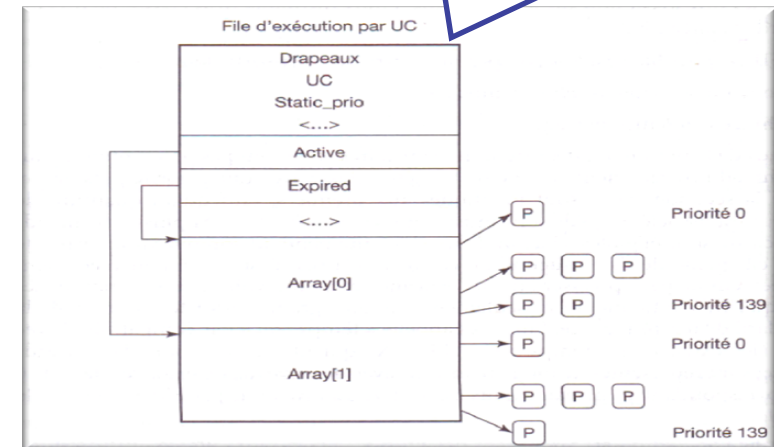 File d'exécution par UC
Drapeaux
UC
Static_prio
<...>
Active
Expired
<...>
P Priorité 0
Array[0]
P P P
P P Priorité 139
P Priorité 0
Array[1]
P P P
P Priorité 139